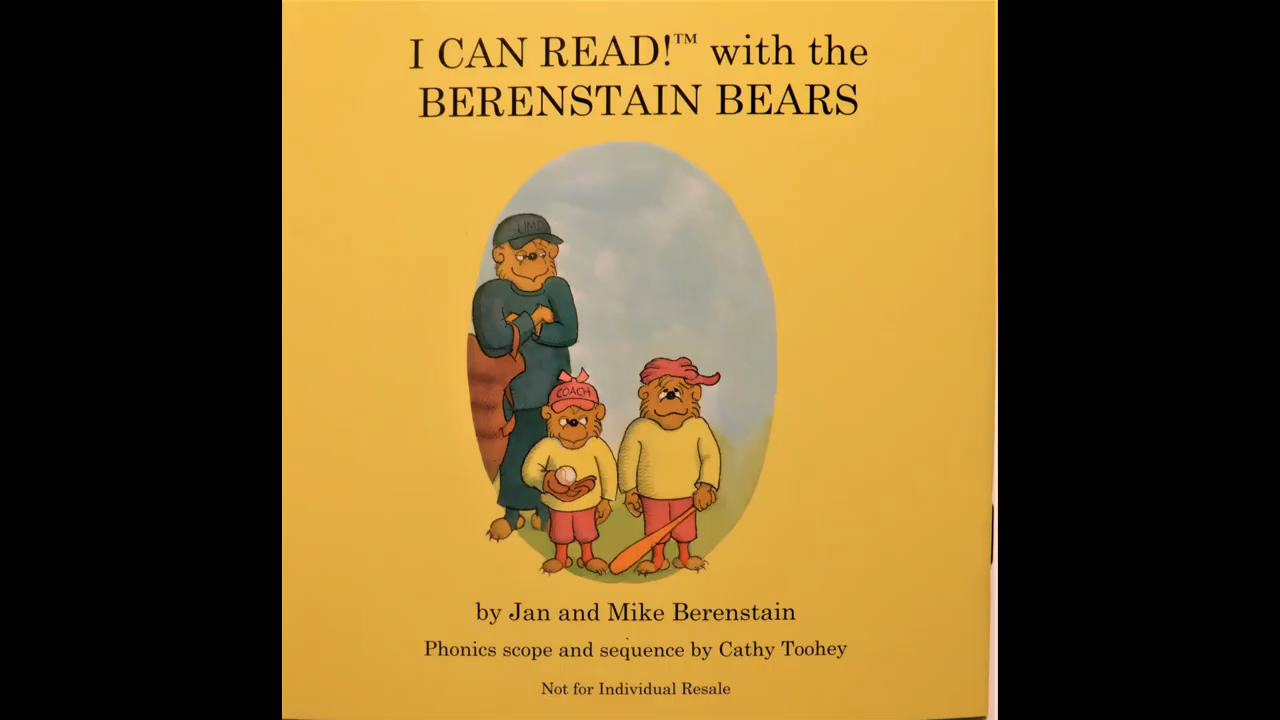 I CAN READ!™ with the
BERENSTAIN BEARS
UMP
COACH
by Jan and Mike Berenstain
Phonics scope and sequence by Cathy Toohey
Not for Individual Resale